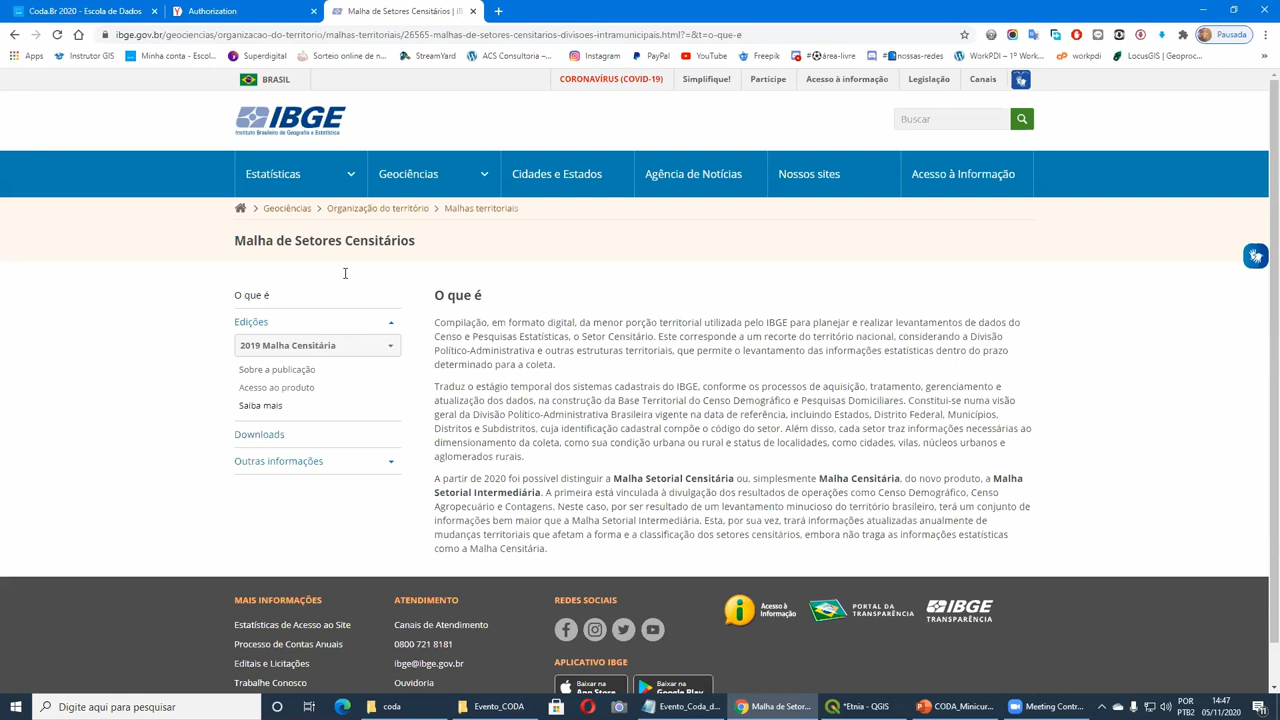 Coda.Br 2020 - Escola de Dados
Authorization
Malha de Setores Censitários | IB
ibge.gov.br/geociencias/organizacao-do-territorio/malhas-territoriais/26565-malhas-de-setores-censitarios-divisoes-intramunicipais.html?=&t=o-que-e
Pausada
Apps
Instrutor GIS
Minha conta - Escol...
Superdigital
Sorteio online de n...
StreamYard
ACS Consultoria -...
Instagram
PayPal
YouTube
Freepik
#⚽área-livre
#nossas-redes
WorkPDI – 1º Work...
workpdi
LocusGIS | Geoproc...
BRASIL
CORONAVÍRUS (COVID-19)
Simplifique!
Participe
Acesso à informação
Legislação
Canais
IBGE
Instituto Brasileiro de Geografia e Estatística
Buscar
Estatísticas
Geociências
Cidades e Estados
Agência de Notícias
Nossos sites
Acesso à Informação
Geociências > Organização do território > Malhas territoriais
Malha de Setores Censitários
O que é
Edições
2019 Malha Censitária
Sobre a publicação
Acesso ao produto
Saiba mais
Downloads
Outras informações
O que é
Compilação, em formato digital, da menor porção territorial utilizada pelo IBGE para planejar e realizar levantamentos de dados do
Censo e Pesquisas Estatísticas, o Setor Censitário. Este corresponde a um recorte do território nacional, considerando a Divisão
Político-Administrativa e outras estruturas territoriais, que permite o levantamento das informações estatísticas dentro do prazo
determinado para a coleta.
Traduz o estágio temporal dos sistemas cadastrais do IBGE, conforme os processos de aquisição, tratamento, gerenciamento e
atualização dos dados, na construção da Base Territorial do Censo Demográfico e Pesquisas Domiciliares. Constitui-se numa visão
geral da Divisão Político-Administrativa Brasileira vigente na data de referência, incluindo Estados, Distrito Federal, Municípios,
Distritos e Subdistritos, cuja identificação cadastral compõe o código do setor. Além disso, cada setor traz informações necessárias ao
dimensionamento da coleta, como sua condição urbana ou rural e status de localidades, como cidades, vilas, núcleos urbanos e
aglomerados rurais.
A partir de 2020 foi possível distinguir a Malha Setorial Censitária ou, simplesmente Malha Censitária, do novo produto, a Malha
Setorial Intermediária. A primeira está vinculada à divulgação dos resultados de operações como Censo Demográfico, Censo
Agropecuário e Contagens. Neste caso, por ser resultado de um levantamento minucioso do território brasileiro, terá um conjunto de
informações bem maior que a Malha Setorial Intermediária. Esta, por sua vez, trará informações atualizadas anualmente de
mudanças territoriais que afetam a forma e a classificação dos setores censitários, embora não traga as informações estatísticas
como a Malha Censitária.
MAIS INFORMAÇÕES
Estatísticas de Acesso ao Site
Processo de Contas Anuais
Editais e Licitações
Trabalhe Conosco
ATENDIMENTO
Canais de Atendimento
0800 721 8181
ibge@ibge.gov.br
Ouvidoria
REDES SOCIAIS
APLICATIVO IBGE
Baixar na
App Store
Baixar na
Google Play
Acesso à
Informação
PORTAL DA
TRANSPARÊNCIA
IBGE
TRANSPARÊNCIA
Digite aqui para pesquisar
coda
Evento_CODA
Evento_Coda_d...
Malha de Setor...
*Etnia - QGIS
CODA_Minicurs...
Meeting Contr...
POR
PTB2
14:47
05/11/2020